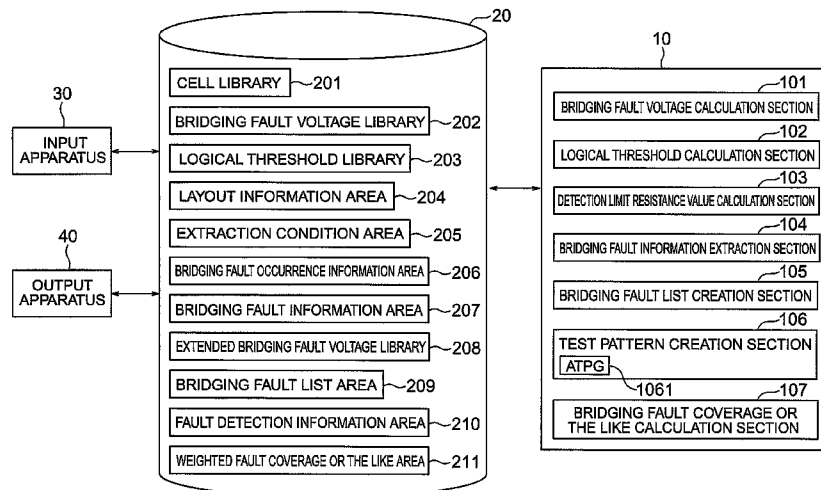 20
30
INPUT
APPARATUS
40
OUTPUT
APPARATUS
CELL LIBRARY 201
BRIDGING FAULT VOLTAGE LIBRARY 202
LOGICAL THRESHOLD LIBRARY 203
LAYOUT INFORMATION AREA 204
EXTRACTION CONDITION AREA 205
BRIDGING FAULT OCCURRENCE INFORMATION AREA 206
BRIDGING FAULT INFORMATION AREA 207
EXTENDED BRIDGING FAULT VOLTAGE LIBRARY 208
BRIDGING FAULT LIST AREA 209
FAULT DETECTION INFORMATION AREA 210
WEIGHTED FAULT COVERAGE OR THE LIKE AREA 211
10
101
BRIDGING FAULT VOLTAGE CALCULATION SECTION
102
LOGICAL THRESHOLD CALCULATION SECTION
103
DETECTION LIMIT RESISTANCE VALUE CALCULATION SECTION
104
BRIDGING FAULT INFORMATION EXTRACTION SECTION
105
BRIDGING FAULT LIST CREATION SECTION
106
TEST PATTERN CREATION SECTION
ATPG 1061
107
BRIDGING FAULT COVERAGE OR
THE LIKE CALCULATION SECTION